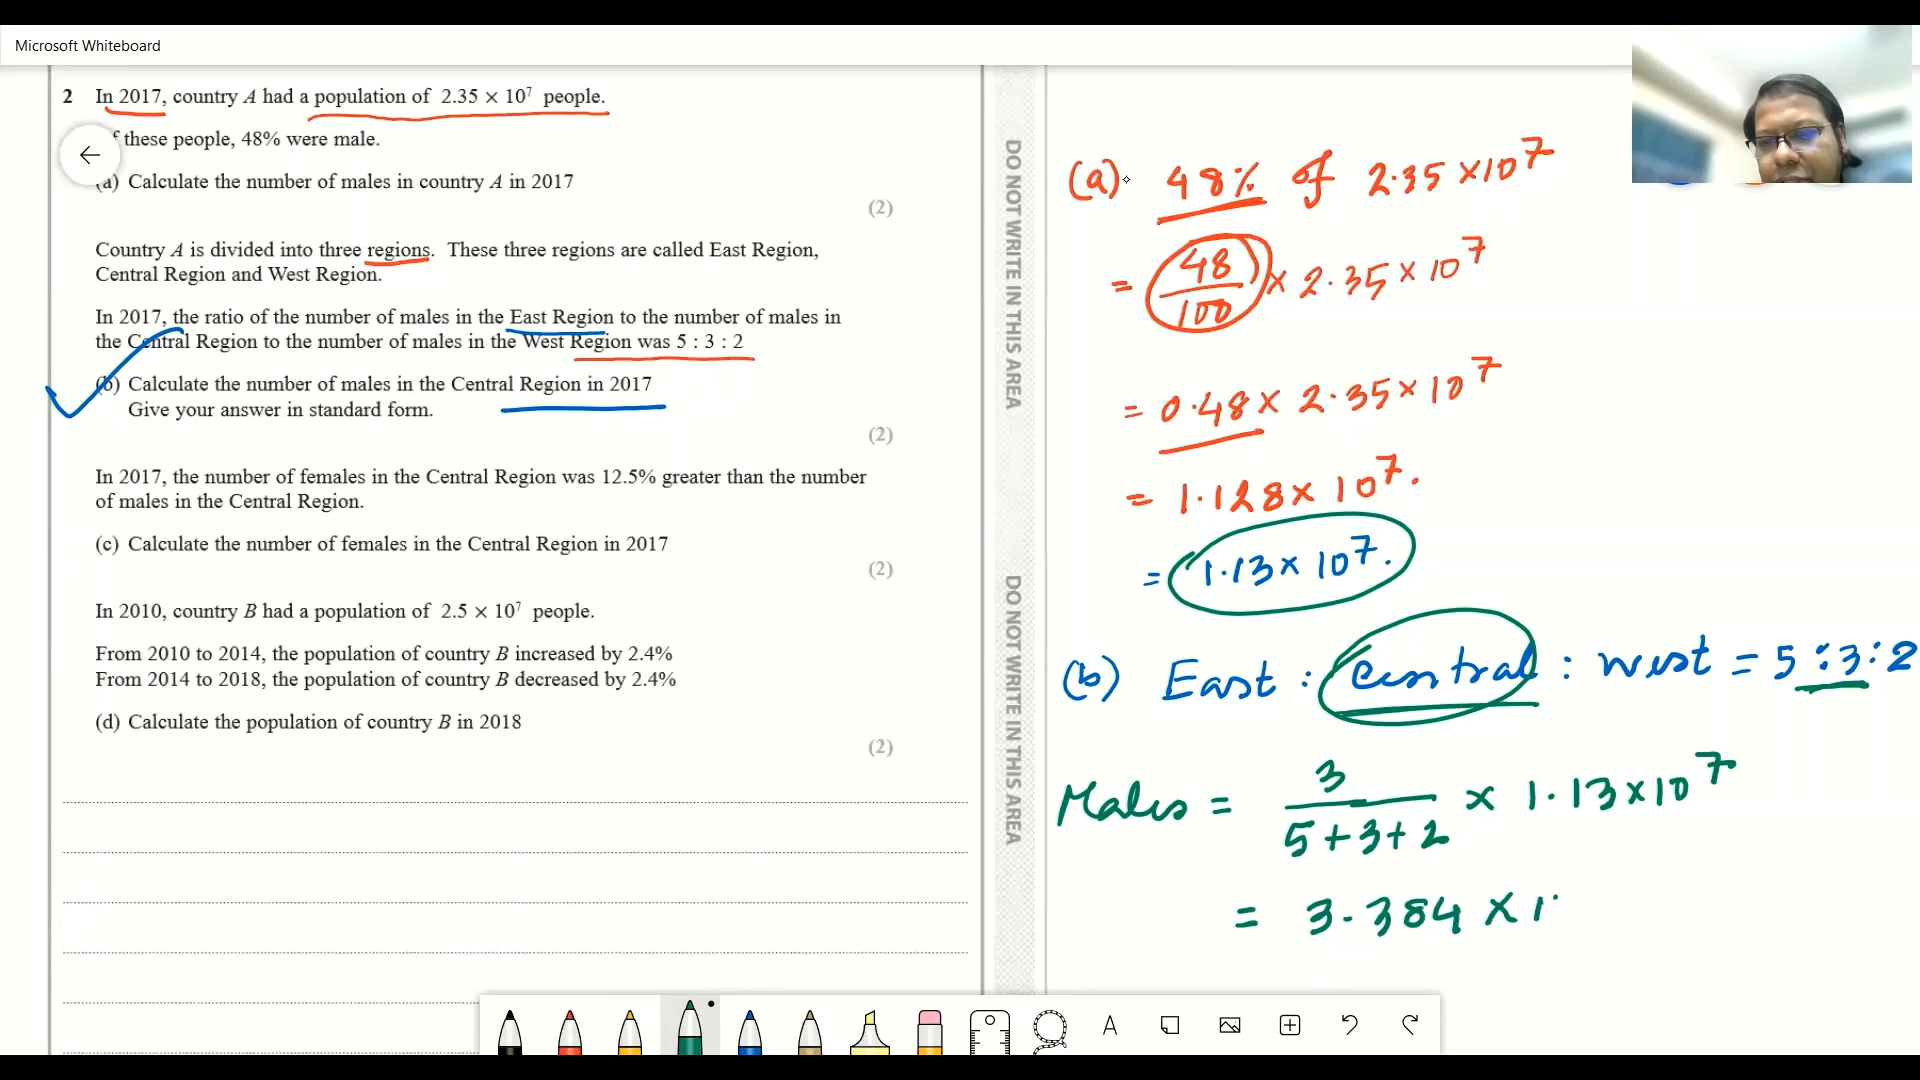 Microsoft Whiteboard
2 In 2017, country A had a population of 2.35 × 10⁷ people.
f these people, 48% were male.
(a) Calculate the number of males in country A in 2017
(2)
Country A is divided into three regions. These three regions are called East Region,
Central Region and West Region.
In 2017, the ratio of the number of males in the East Region to the number of males in
the Central Region to the number of males in the West Region was 5 : 3 : 2
(b) Calculate the number of males in the Central Region in 2017
Give your answer in standard form.
(2)
In 2017, the number of females in the Central Region was 12.5% greater than the number
of males in the Central Region.
(c) Calculate the number of females in the Central Region in 2017
(2)
In 2010, country B had a population of 2.5 × 10⁷ people.
From 2010 to 2014, the population of country B increased by 2.4%
From 2014 to 2018, the population of country B decreased by 2.4%
(d) Calculate the population of country B in 2018
(2)
DO NOT WRITE IN THIS AREA
DO NOT WRITE IN THIS AREA
(a) 48% of 2.35 × 10⁷
= 48/100 × 2.35 × 10⁷
= 0.48 × 2.35 × 10⁷
= 1.128 × 10⁷.
= 1.13 × 10⁷.
(b) East : Central : west = 5 : 3 : 2
Males = 3/(5+3+2) × 1.13 × 10⁷
= 3.384 × 1
A